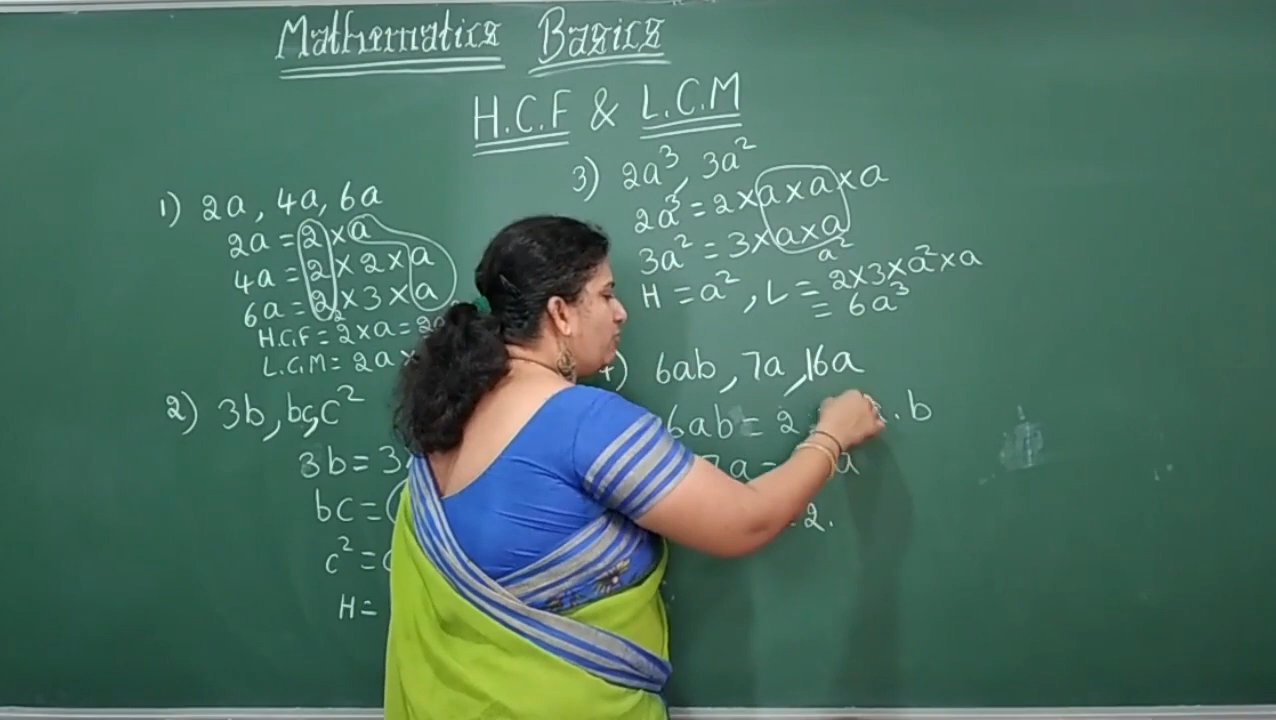 Mathematics Basics
H.C.F & L.C.M
1) 2a, 4a, 6a
2a = 2 × a
4a = 2 × 2 × a
6a = 2 × 3 × a
2
H.C.F = 2 × a = 2a
L.C.M = 2a ×
2) 3b, bc, c²
3b = 3
bc =
c² =
H =
3) 2a³, 3a²
2a³ = 2 × a × a × a
3a² = 3 × a × a
a²
H = a², L = 2 × 3 × a² × a
= 6a³
4) 6ab, 7a, 16a
6ab = 2 . b
7a = a
= 2.